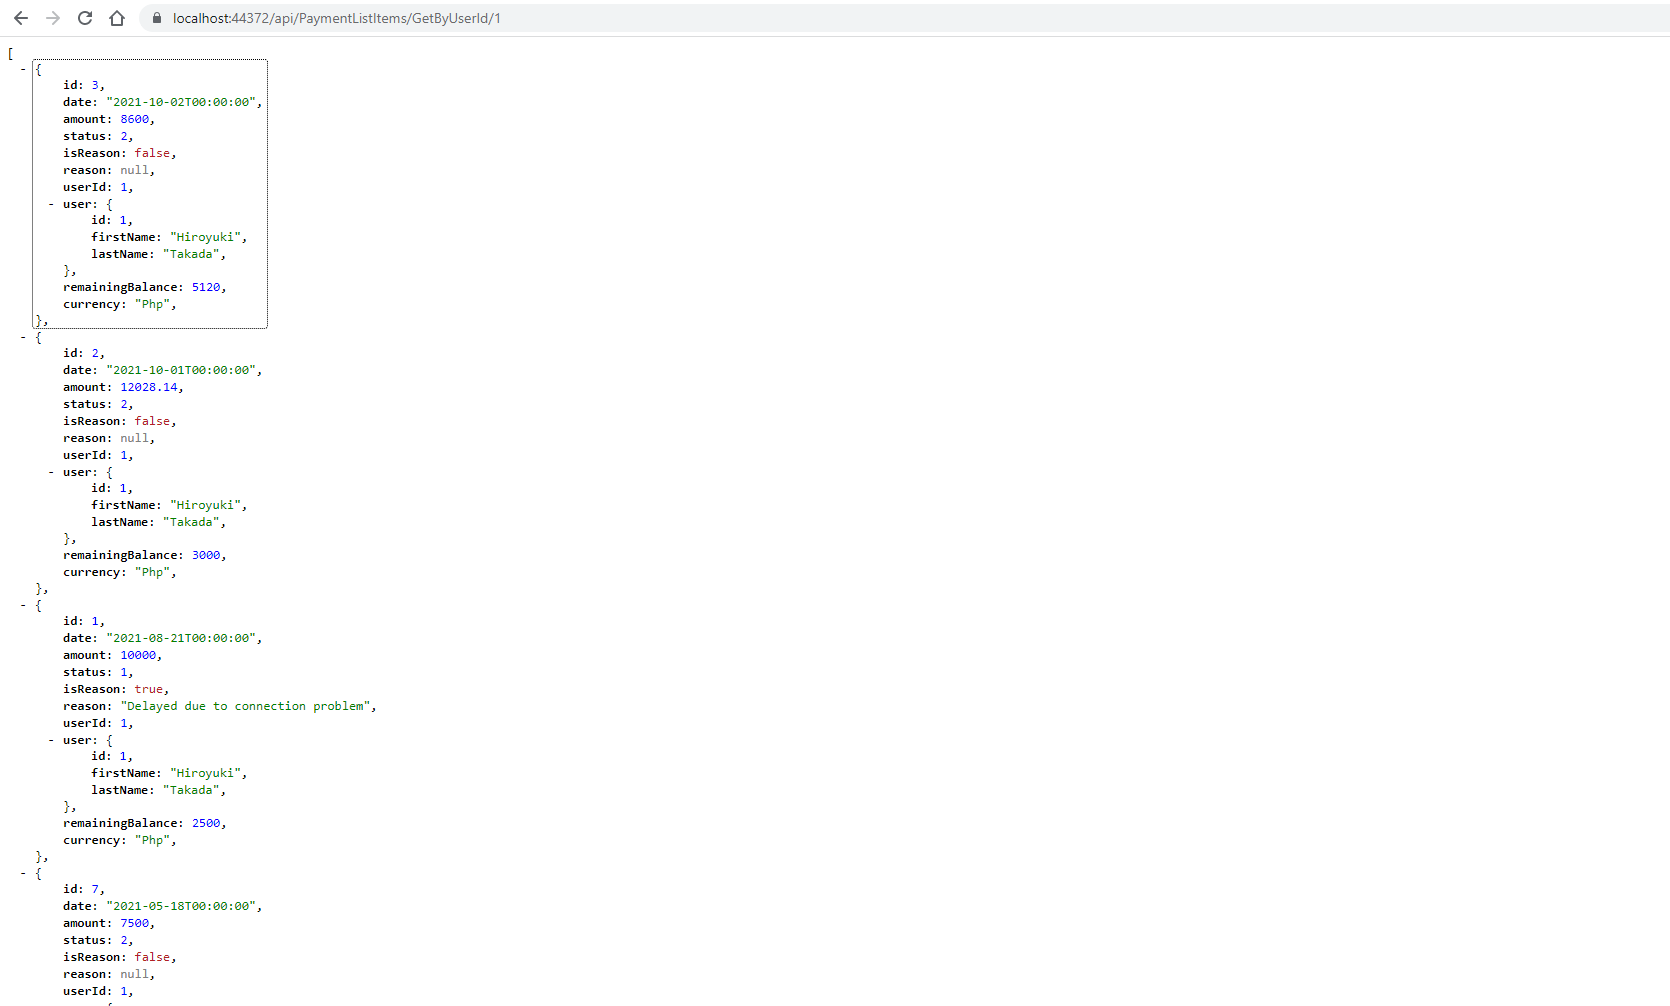 localhost:44372/api/PaymentListItems/GetByUserId/1
[
- {
id: 3,
date: "2021-10-02T00:00:00",
amount: 8600,
status: 2,
isReason: false,
reason: null,
userId: 1,
- user: {
id: 1,
firstName: "Hiroyuki",
lastName: "Takada",
},
remainingBalance: 5120,
currency: "Php",
},
- {
id: 2,
date: "2021-10-01T00:00:00",
amount: 12028.14,
status: 2,
isReason: false,
reason: null,
userId: 1,
- user: {
id: 1,
firstName: "Hiroyuki",
lastName: "Takada",
},
remainingBalance: 3000,
currency: "Php",
},
- {
id: 1,
date: "2021-08-21T00:00:00",
amount: 10000,
status: 1,
isReason: true,
reason: "Delayed due to connection problem",
userId: 1,
- user: {
id: 1,
firstName: "Hiroyuki",
lastName: "Takada",
},
remainingBalance: 2500,
currency: "Php",
},
- {
id: 7,
date: "2021-05-18T00:00:00",
amount: 7500,
status: 2,
isReason: false,
reason: null,
userId: 1,